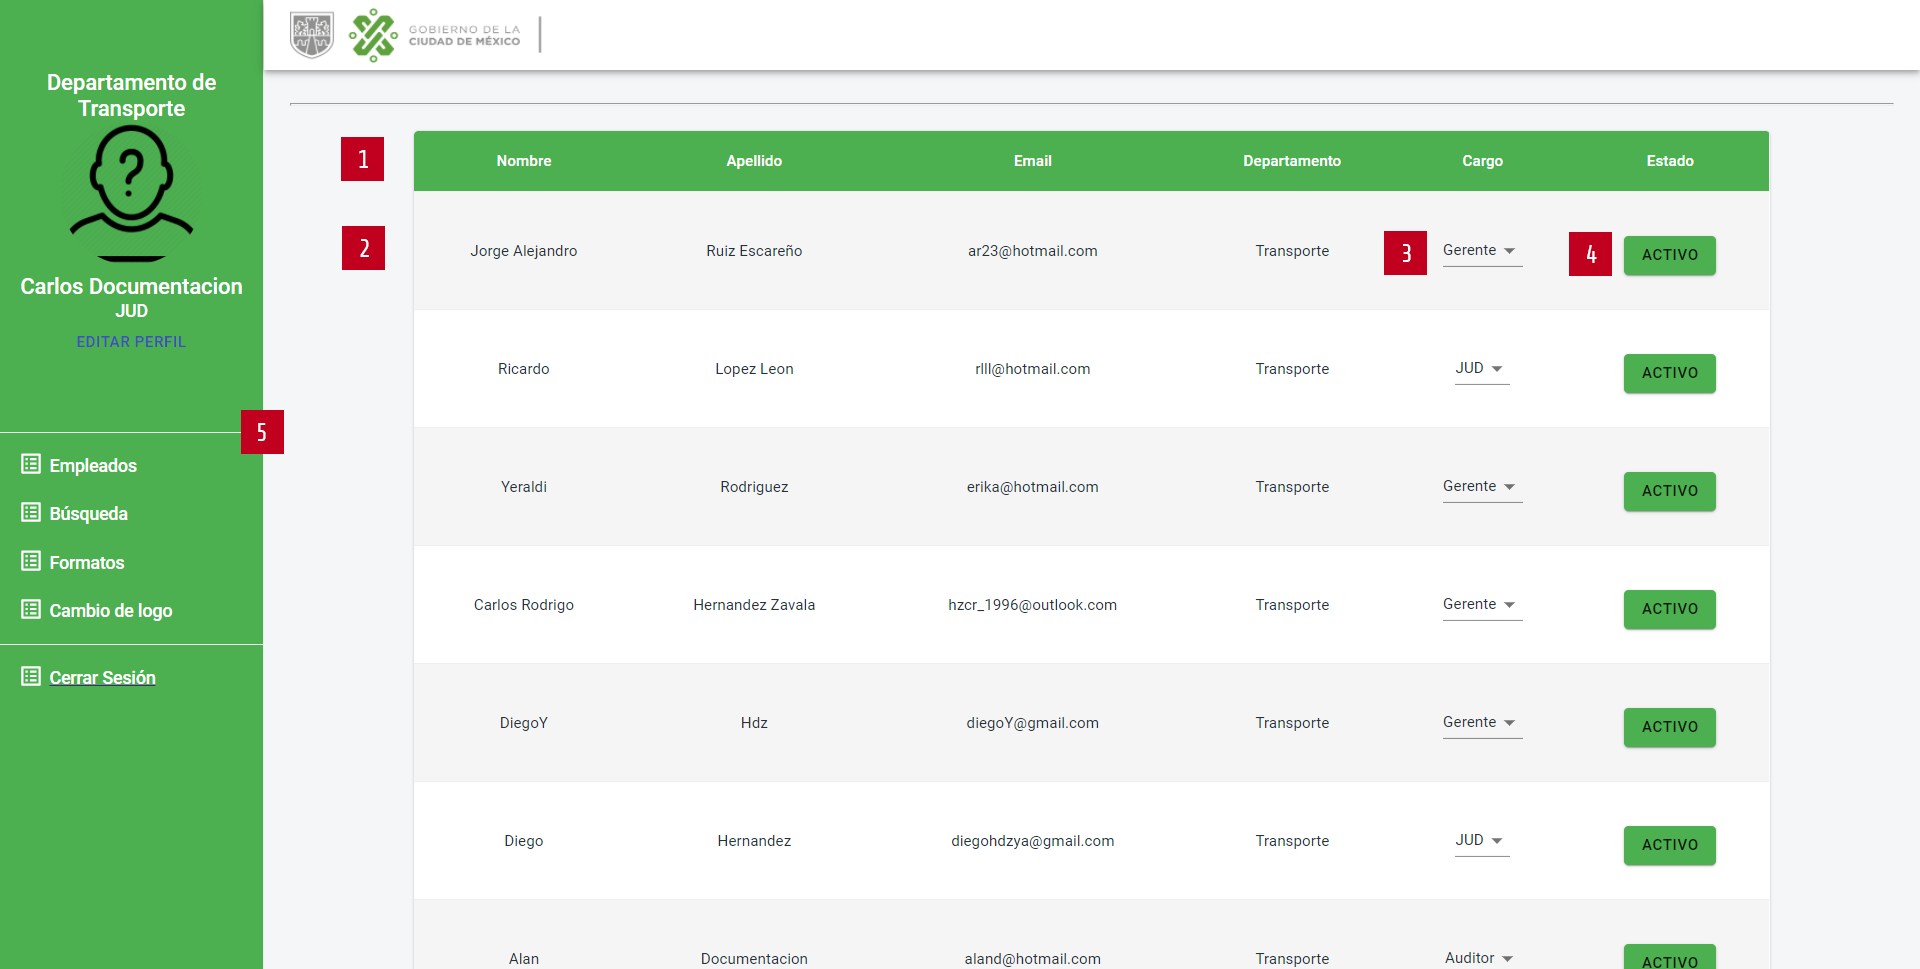 GOBIERNO DE LA
CIUDAD DE MÉXICO
Departamento de
Transporte
?
Carlos Documentacion
JUD
EDITAR PERFIL
5
Empleados
Búsqueda
Formatos
Cambio de logo
Cerrar Sesión
1 Nombre Apellido Email Departamento Cargo Estado
2 Jorge Alejandro Ruiz Escareño ar23@hotmail.com Transporte 3 Gerente 4 ACTIVO
Ricardo Lopez Leon rlll@hotmail.com Transporte JUD ACTIVO
Yeraldi Rodriguez erika@hotmail.com Transporte Gerente ACTIVO
Carlos Rodrigo Hernandez Zavala hzcr_1996@outlook.com Transporte Gerente ACTIVO
DiegoY Hdz diegoY@gmail.com Transporte Gerente ACTIVO
Diego Hernandez diegohdzya@gmail.com Transporte JUD ACTIVO
Alan Documentacion aland@hotmail.com Transporte Auditor ACTIVO